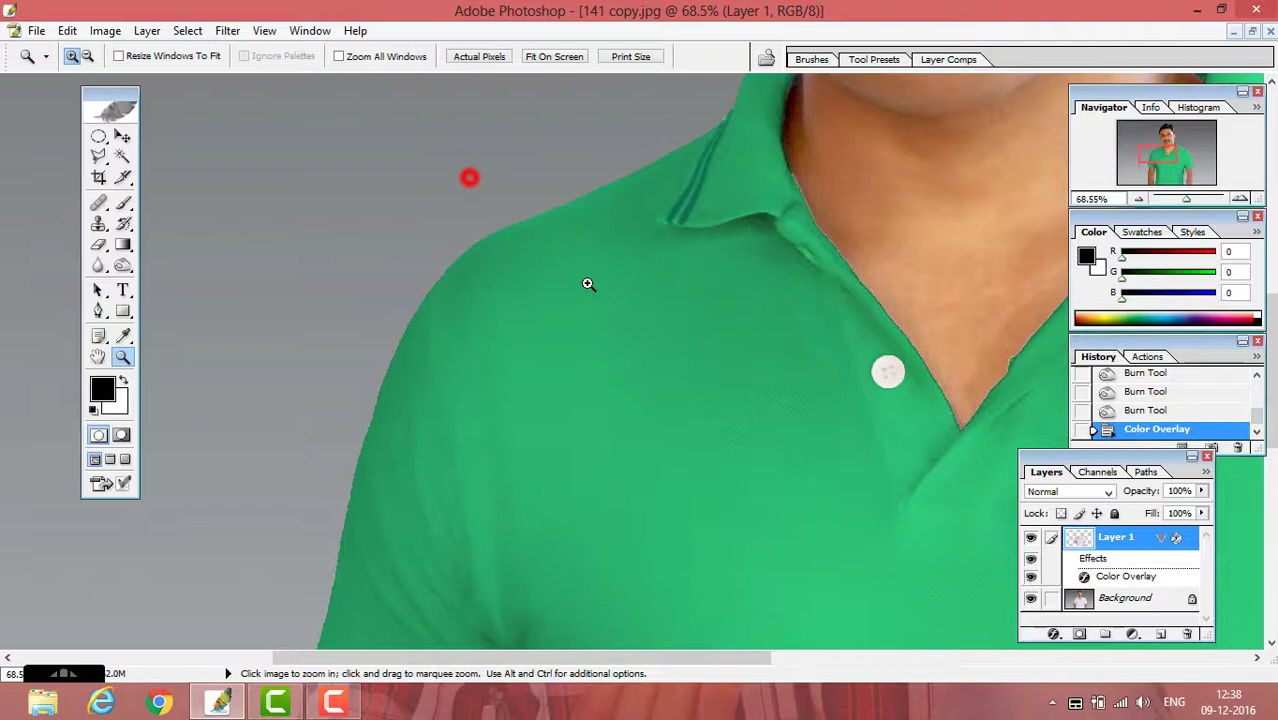 Adobe Photoshop - [141 copy.jpg @ 68.5% (Layer 1, RGB/8)]
File Edit Image Layer Select Filter View Window Help
Resize Windows To Fit Ignore Palettes Zoom All Windows Actual Pixels Fit On Screen Print Size Brushes Tool Presets Layer Comps
Navigator Info Histogram
68.55%
Color Swatches Styles
R 0
G 0
B 0
History Actions
Burn Tool
Burn Tool
Burn Tool
Color Overlay
Layers Channels Paths
Normal Opacity: 100%
Lock: Fill: 100%
Layer 1
Effects
Color Overlay
Background
68.5 2.0M Click image to zoom in; click and drag to marquee zoom. Use Alt and Ctrl for additional options.
ENG 12:38
09-12-2016